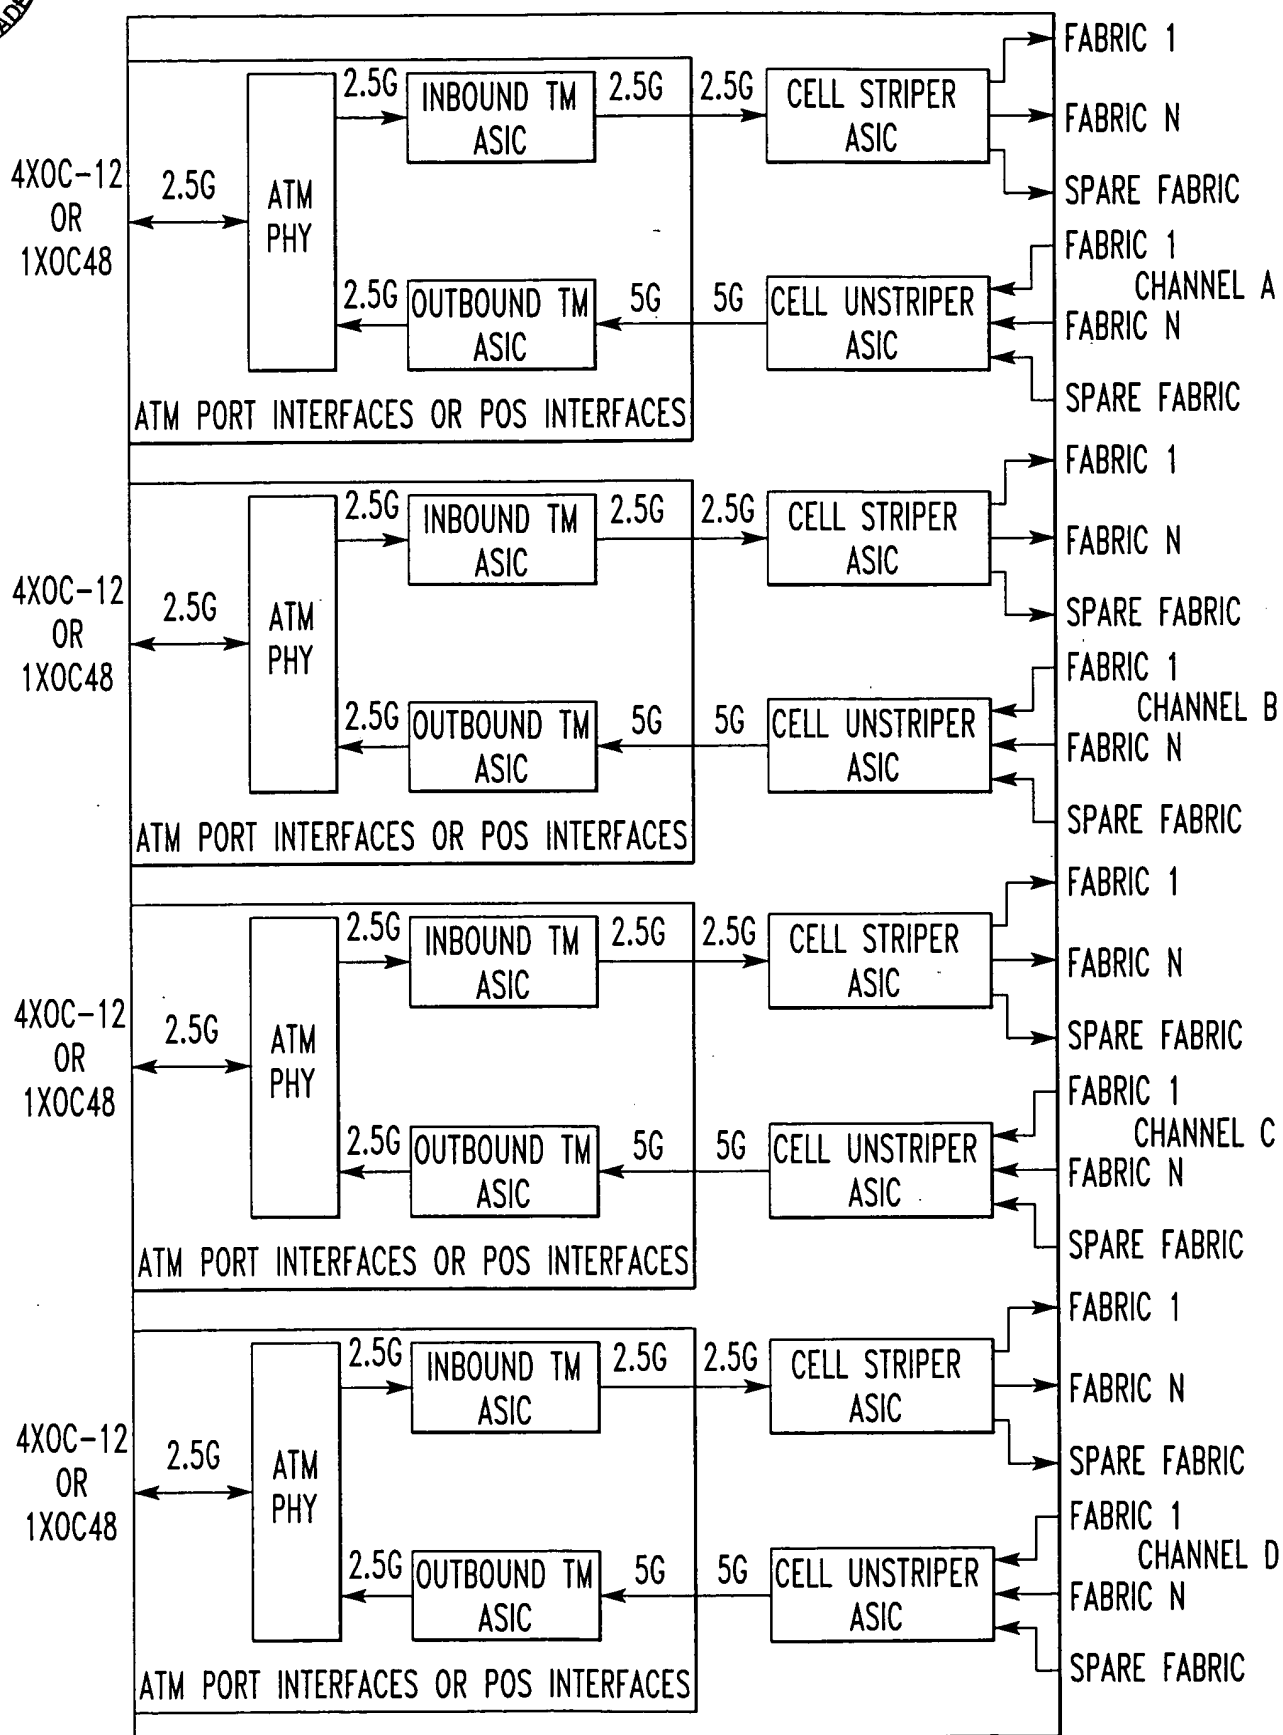 FABRIC 1
2.5G INBOUND TM 2.5G 2.5G CELL STRIPER
ASIC ASIC
FABRIC N
4XOC-12
OR
1XOC48
2.5G
ATM
PHY
SPARE FABRIC
FABRIC 1
CHANNEL A
2.5G OUTBOUND TM 5G 5G CELL UNSTRIPER
ASIC ASIC
FABRIC N
SPARE FABRIC
ATM PORT INTERFACES OR POS INTERFACES
FABRIC 1
2.5G INBOUND TM 2.5G 2.5G CELL STRIPER
ASIC ASIC
FABRIC N
4XOC-12
OR
1XOC48
2.5G
ATM
PHY
SPARE FABRIC
FABRIC 1
CHANNEL B
2.5G OUTBOUND TM 5G 5G CELL UNSTRIPER
ASIC ASIC
FABRIC N
SPARE FABRIC
ATM PORT INTERFACES OR POS INTERFACES
FABRIC 1
2.5G INBOUND TM 2.5G 2.5G CELL STRIPER
ASIC ASIC
FABRIC N
4XOC-12
OR
1XOC48
2.5G
ATM
PHY
SPARE FABRIC
FABRIC 1
CHANNEL C
2.5G OUTBOUND TM 5G 5G CELL UNSTRIPER
ASIC ASIC
FABRIC N
SPARE FABRIC
ATM PORT INTERFACES OR POS INTERFACES
FABRIC 1
2.5G INBOUND TM 2.5G 2.5G CELL STRIPER
ASIC ASIC
FABRIC N
4XOC-12
OR
1XOC48
2.5G
ATM
PHY
SPARE FABRIC
FABRIC 1
CHANNEL D
2.5G OUTBOUND TM 5G 5G CELL UNSTRIPER
ASIC ASIC
FABRIC N
SPARE FABRIC
ATM PORT INTERFACES OR POS INTERFACES